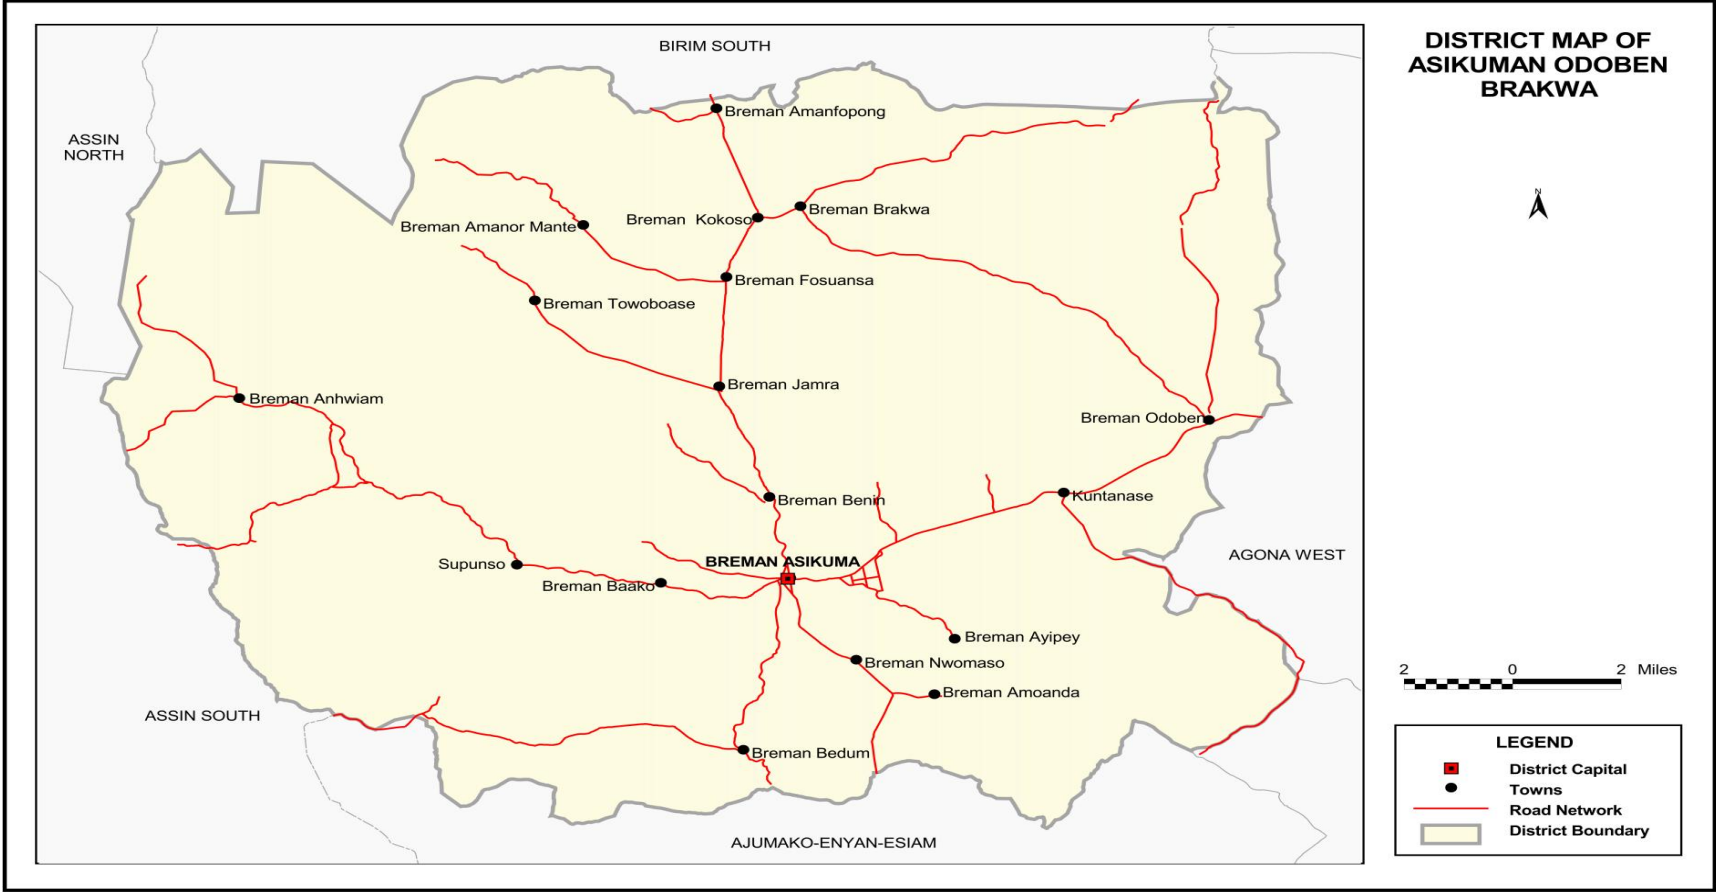 DISTRICT MAP OF
ASIKUMAN ODOBEN
BRAKWA
BIRIM SOUTH
ASSIN
NORTH
Breman Amanfopong
Breman Kokoso
Breman Brakwa
Breman Amanor Mante
Breman Fosuansa
Breman Towoboase
Breman Jamra
Breman Anhwiam
Breman Odoben
Breman Benin
Kuntanase
AGONA WEST
BREMAN ASIKUMA
Supunso
Breman Baako
Breman Ayipey
Breman Nwomaso
Breman Amoanda
ASSIN SOUTH
Breman Bedum
AJUMAKO-ENYAN-ESIAM
N
2 0 2 Miles
LEGEND
District Capital
Towns
Road Network
District Boundary